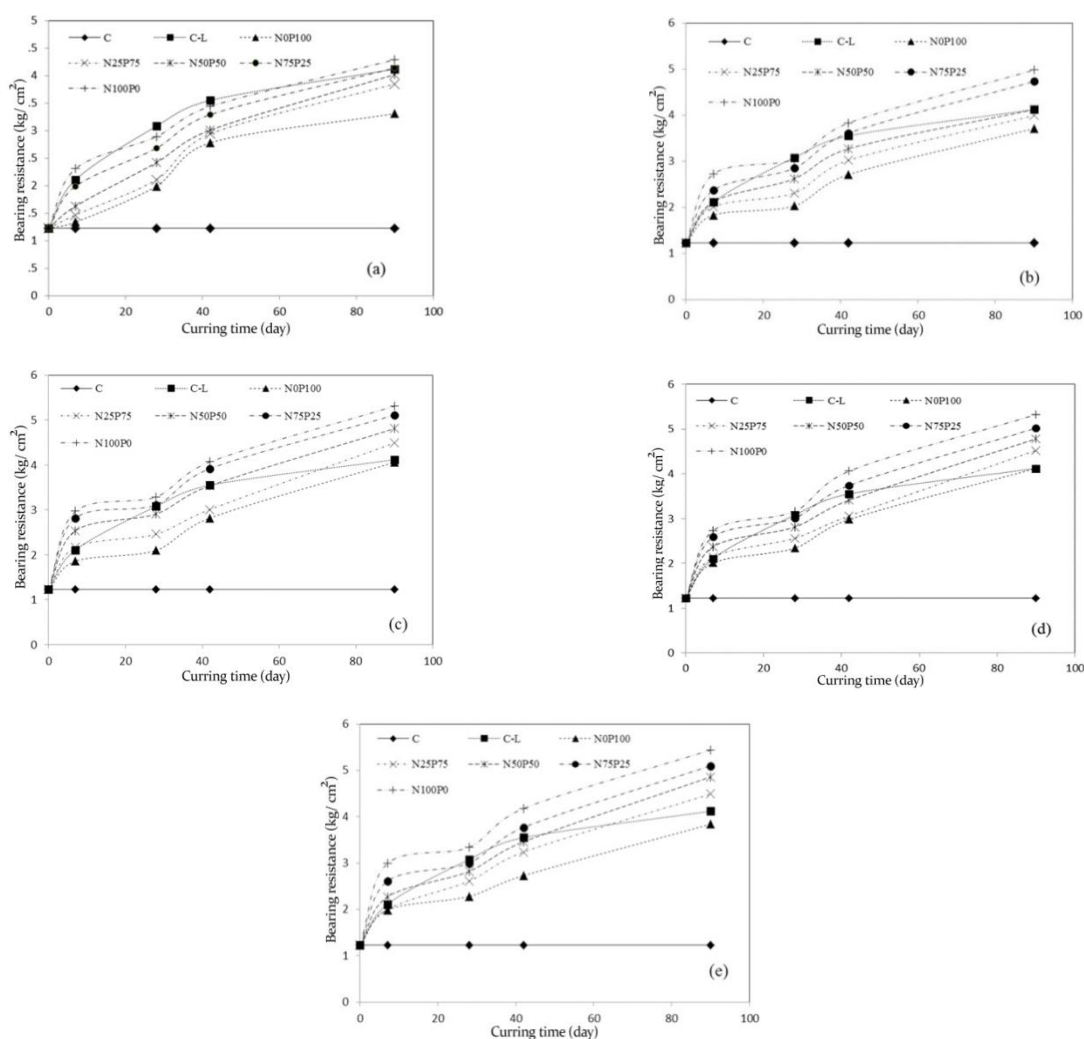 Bearing resistance (kg/ cm²)
.5
5
.5
4
.5
3
.5
2
.5
1
.5
0
C C-L N0P100
N25P75 N50P50 N75P25
N100P0
(a)
0 20 40 60 80 100
Curring time (day)
Bearing resistance (kg/ cm²)
6
5
4
3
2
1
0
C C-L N0P100
N25P75 N50P50 N75P25
N100P0
(b)
0 20 40 60 80 100
Curring time (day)
Bearing resistance (kg/ cm²)
6
5
4
3
2
1
0
C C-L N0P100
N25P75 N50P50 N75P25
N100P0
(c)
0 20 40 60 80 100
Curring time (day)
Bearing resistance (kg/ cm²)
6
5
4
3
2
1
0
C C-L N0P100
N25P75 N50P50 N75P25
N100P0
(d)
0 20 40 60 80 100
Curring time (day)
Bearing resistance (kg/ cm²)
6
5
4
3
2
1
0
C C-L N0P100
N25P75 N50P50 N75P25
N100P0
(e)
0 20 40 60 80 100
Curring time (day)